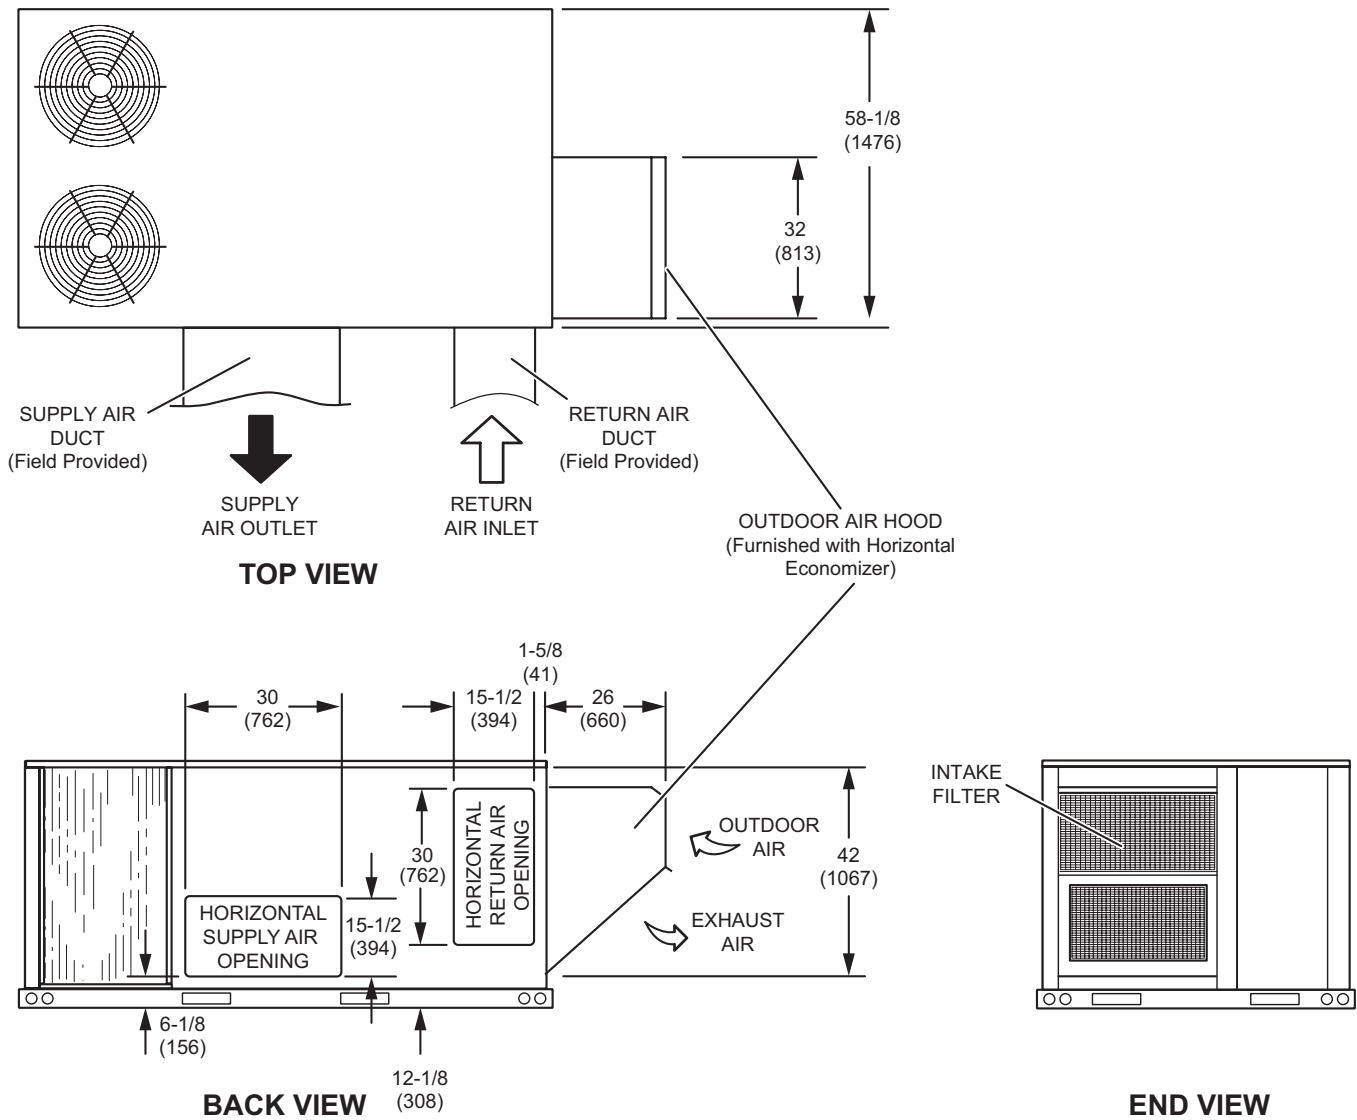 58-1/8
(1476)
32
(813)
SUPPLY AIR
DUCT
(Field Provided)
RETURN AIR
DUCT
(Field Provided)
SUPPLY
AIR OUTLET
RETURN
AIR INLET
OUTDOOR AIR HOOD
(Furnished with Horizontal
Economizer)
TOP VIEW
30
(762)
15-1/2
(394)
1-5/8
(41)
26
(660)
HORIZONTAL
RETURN AIR
OPENING
30
(762)
OUTDOOR
AIR
42
(1067)
HORIZONTAL
SUPPLY AIR
OPENING
15-1/2
(394)
EXHAUST
AIR
6-1/8
(156)
12-1/8
(308)
BACK VIEW
INTAKE
FILTER
END VIEW